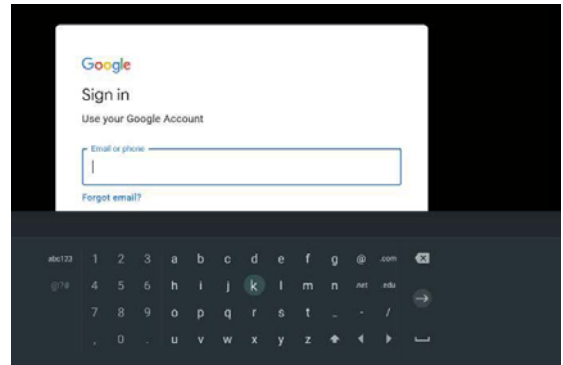 Google
Sign in
Use your Google Account
Email or phone
Forgot email?
abc123 1 2 3 a b c d e f g @ .com
@?# 4 5 6 h i j k l m n .net .edu
7 8 9 o p q r s t _ - /
, 0 . u v w x y z